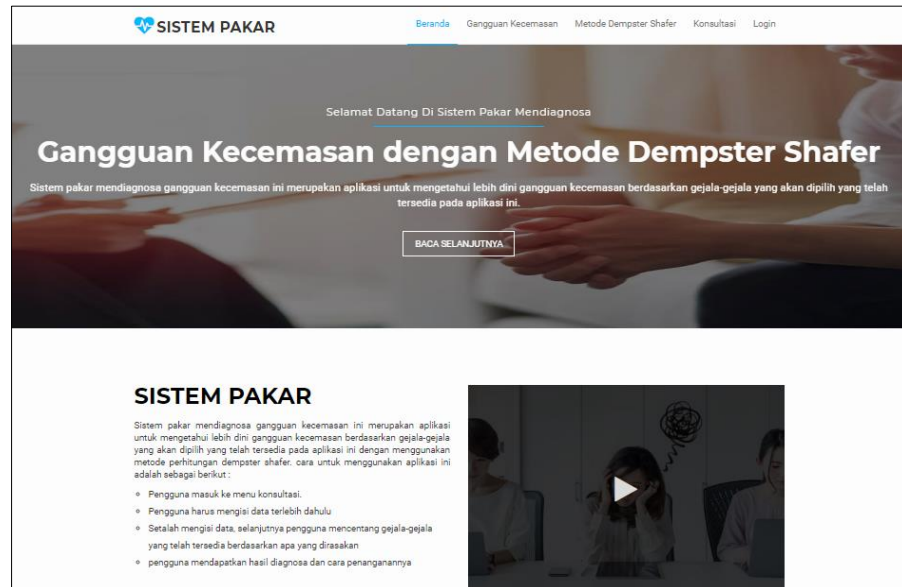 SISTEM PAKAR
Beranda Gangguan Kecemasan Metode Dempster Shafer Konsultasi Login
Selamat Datang Di Sistem Pakar Mendiagnosa
Gangguan Kecemasan dengan Metode Dempster Shafer
Sistem pakar mendiagnosa gangguan kecemasan ini merupakan aplikasi untuk mengetahui lebih dini gangguan kecemasan berdasarkan gejala-gejala yang akan dipilih yang telah
tersedia pada aplikasi ini.
BACA SELANJUTNYA
SISTEM PAKAR
Sistem pakar mendiagnosa gangguan kecemasan ini merupakan aplikasi
untuk mengetahui lebih dini gangguan kecemasan berdasarkan gejala-gejala
yang akan dipilih yang telah tersedia pada aplikasi ini dengan menggunakan
metode perhitungan dempster shafer. cara untuk menggunakan aplikasi ini
adalah sebagai berikut :
Pengguna masuk ke menu konsultasi.
Pengguna harus mengisi data terlebih dahulu
Setalah mengisi data, selanjutnya pengguna mencentang gejala-gejala
yang telah tersedia berdasarkan apa yang dirasakan
pengguna mendapatkan hasil diagnosa dan cara penanganannya